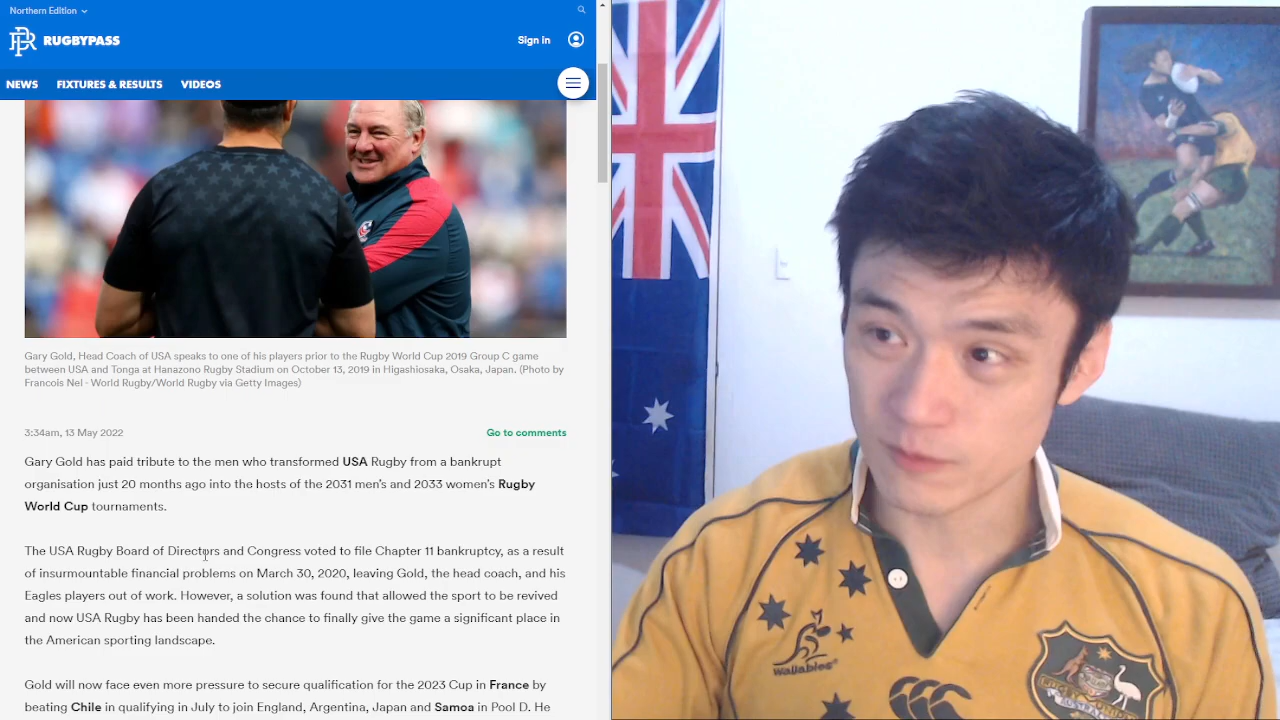 Northern Edition
RUGBYPASS
Sign in
NEWS
FIXTURES & RESULTS
VIDEOS
Gary Gold, Head Coach of USA speaks to one of his players prior to the Rugby World Cup 2019 Group C game
between USA and Tonga at Hanazono Rugby Stadium on October 13, 2019 in Higashiosaka, Osaka, Japan. (Photo by
Francois Nel - World Rugby/World Rugby via Getty Images)
3:34am, 13 May 2022
Go to comments
Gary Gold has paid tribute to the men who transformed USA Rugby from a bankrupt
organisation just 20 months ago into the hosts of the 2031 men's and 2033 women's Rugby
World Cup tournaments.
The USA Rugby Board of Directors and Congress voted to file Chapter 11 bankruptcy, as a result
of insurmountable financial problems on March 30, 2020, leaving Gold, the head coach, and his
Eagles players out of work. However, a solution was found that allowed the sport to be revived
and now USA Rugby has been handed the chance to finally give the game a significant place in
the American sporting landscape.
Gold will now face even more pressure to secure qualification for the 2023 Cup in France by
beating Chile in qualifying in July to join England, Argentina, Japan and Samoa in Pool D. He
Wallabies
RUGBY UNION
AUSTRALIA